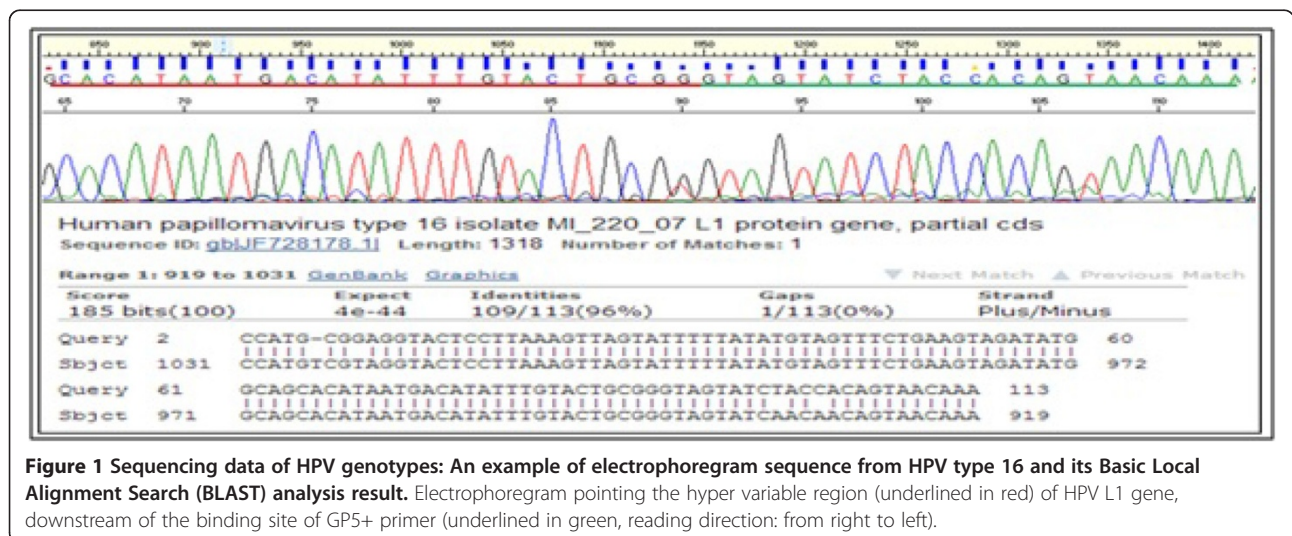 850 900 950 1000 1050 1100 1150 1200 1250 1300 1350 1400
GCACATAATGACATATTTGTACTGCGGGTAGTATCTACCACAGTAACAAA
65 70 75 80 85 90 95 100 105 110
Human papillomavirus type 16 isolate MI_220_07 L1 protein gene, partial cds
Sequence ID: gb|JF728178.1| Length: 1318 Number of Matches: 1
Range 1: 919 to 1031 GenBank Graphics ▼ Next Match ▲ Previous Match
Score Expect Identities Gaps Strand
185 bits(100) 4e-44 109/113(96%) 1/113(0%) Plus/Minus
Query 2 CCATG-CGGAGGTACTCCTTAAAGTTAGTATTTTTATATGTAGTTTCTGAAGTAGATATG 60
Sbjct 1031 CCATGTCGTAGGTACTCCTTAAAGTTAGTATTTTTATATGTAGTTTCTGAAGTAGATATG 972
Query 61 GCAGCACATAATGACATATTTGTACTGCGGGTAGTATCTACCACAGTAACAAA 113
Sbjct 971 GCAGCACATAATGACATATTTGTACTGCGGGTAGTATCAACAACAGTAACAAA 919
Figure 1 Sequencing data of HPV genotypes: An example of electrophoregram sequence from HPV type 16 and its Basic Local
Alignment Search (BLAST) analysis result. Electrophoregram pointing the hyper variable region (underlined in red) of HPV L1 gene,
downstream of the binding site of GP5+ primer (underlined in green, reading direction: from right to left).